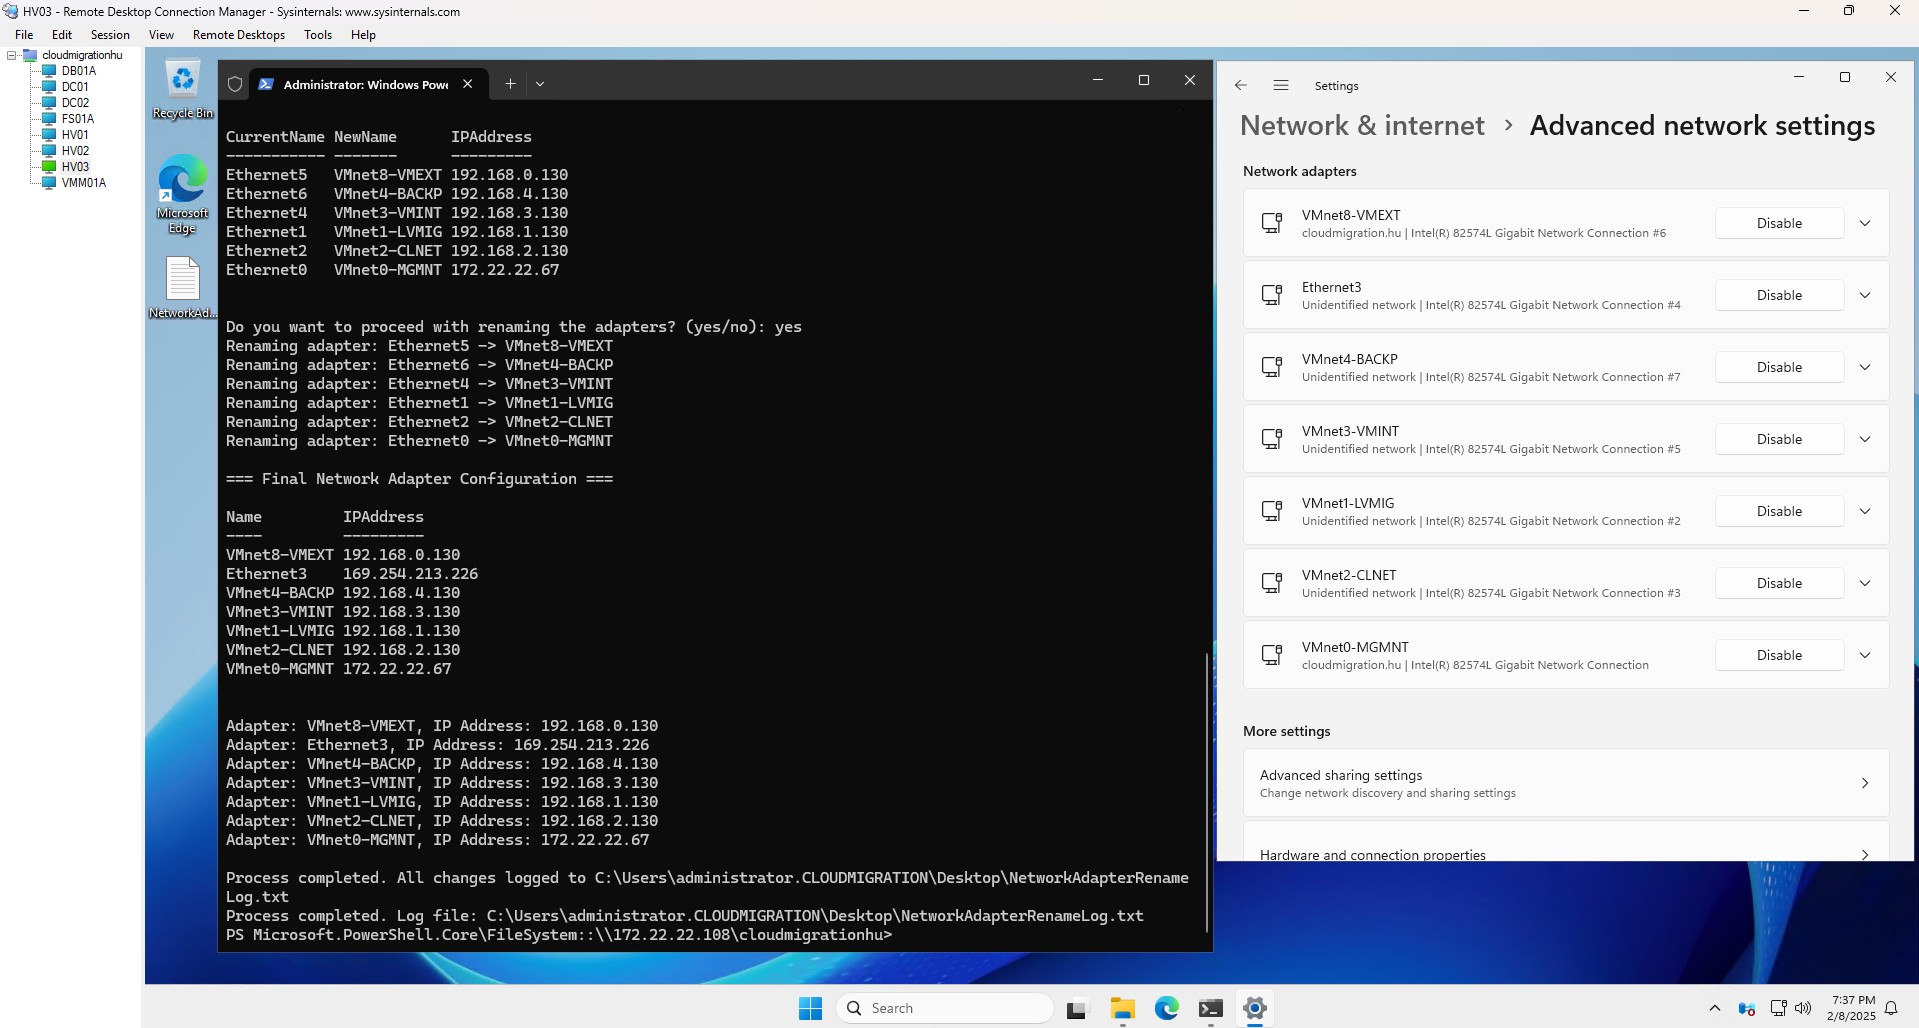 HV03 - Remote Desktop Connection Manager - Sysinternals: www.sysinternals.com
File Edit Session View Remote Desktops Tools Help
cloudmigrationhu
DB01A
DC01
DC02
FS01A
HV01
HV02
HV03
VMM01A
Recycle Bin
Microsoft
Edge
NetworkAd...
Administrator: Windows Powe
CurrentName NewName      IPAddress
----------- -------      ---------
Ethernet5   VMnet8-VMEXT 192.168.0.130
Ethernet6   VMnet4-BACKP 192.168.4.130
Ethernet4   VMnet3-VMINT 192.168.3.130
Ethernet1   VMnet1-LVMIG 192.168.1.130
Ethernet2   VMnet2-CLNET 192.168.2.130
Ethernet0   VMnet0-MGMNT 172.22.22.67
Do you want to proceed with renaming the adapters? (yes/no): yes
Renaming adapter: Ethernet5 -> VMnet8-VMEXT
Renaming adapter: Ethernet6 -> VMnet4-BACKP
Renaming adapter: Ethernet4 -> VMnet3-VMINT
Renaming adapter: Ethernet1 -> VMnet1-LVMIG
Renaming adapter: Ethernet2 -> VMnet2-CLNET
Renaming adapter: Ethernet0 -> VMnet0-MGMNT
=== Final Network Adapter Configuration ===
Name         IPAddress
----         ---------
VMnet8-VMEXT 192.168.0.130
Ethernet3    169.254.213.226
VMnet4-BACKP 192.168.4.130
VMnet3-VMINT 192.168.3.130
VMnet1-LVMIG 192.168.1.130
VMnet2-CLNET 192.168.2.130
VMnet0-MGMNT 172.22.22.67
Adapter: VMnet8-VMEXT, IP Address: 192.168.0.130
Adapter: Ethernet3, IP Address: 169.254.213.226
Adapter: VMnet4-BACKP, IP Address: 192.168.4.130
Adapter: VMnet3-VMINT, IP Address: 192.168.3.130
Adapter: VMnet1-LVMIG, IP Address: 192.168.1.130
Adapter: VMnet2-CLNET, IP Address: 192.168.2.130
Adapter: VMnet0-MGMNT, IP Address: 172.22.22.67
Process completed. All changes logged to C:\Users\administrator.CLOUDMIGRATION\Desktop\NetworkAdapterRename
Log.txt
Process completed. Log file: C:\Users\administrator.CLOUDMIGRATION\Desktop\NetworkAdapterRenameLog.txt
PS Microsoft.PowerShell.Core\FileSystem::\\172.22.22.108\cloudmigrationhu>
Settings
Network & internet > Advanced network settings
Network adapters
VMnet8-VMEXT
cloudmigration.hu | Intel(R) 82574L Gigabit Network Connection #6
Disable
Ethernet3
Unidentified network | Intel(R) 82574L Gigabit Network Connection #4
Disable
VMnet4-BACKP
Unidentified network | Intel(R) 82574L Gigabit Network Connection #7
Disable
VMnet3-VMINT
Unidentified network | Intel(R) 82574L Gigabit Network Connection #5
Disable
VMnet1-LVMIG
Unidentified network | Intel(R) 82574L Gigabit Network Connection #2
Disable
VMnet2-CLNET
Unidentified network | Intel(R) 82574L Gigabit Network Connection #3
Disable
VMnet0-MGMNT
cloudmigration.hu | Intel(R) 82574L Gigabit Network Connection
Disable
More settings
Advanced sharing settings
Change network discovery and sharing settings
Hardware and connection properties
Search
7:37 PM
2/8/2025